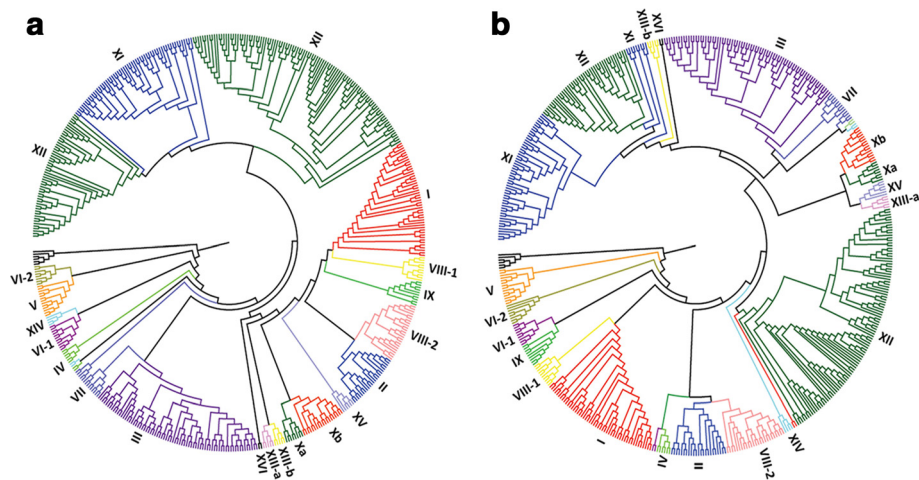 a
XI
XII
XII
I
VIII-1
IX
VIII-2
II
XV
Xb
Xa
XIII-b
XIII-a
XVI
III
VII
IV
VI-1
XIV
V
VI-2
b
XIII-b
XVI
XI
III
VII
Xb
Xa
XV
XIII-a
XII
XIV
VIII-2
II
IV
I
VIII-1
IX
VI-1
VI-2
V
XI
XII